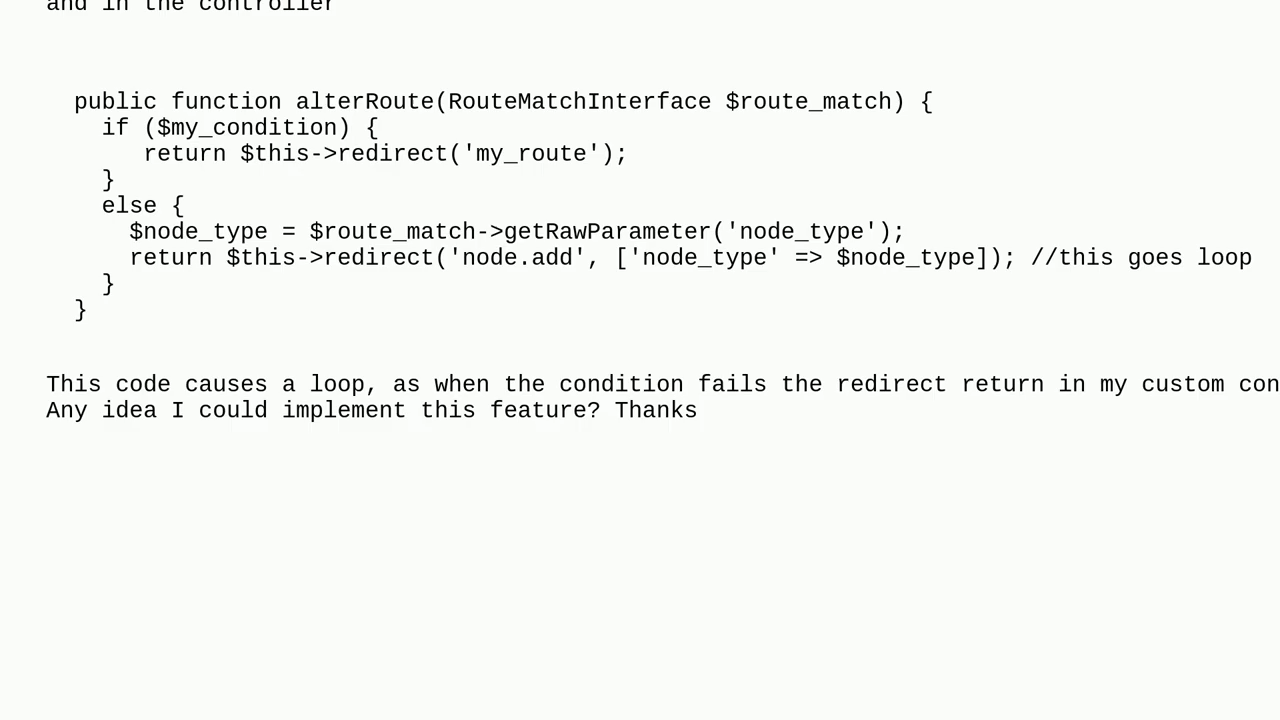 and in the controller
public function alterRoute(RouteMatchInterface $route_match) {
if ($my_condition) {
return $this->redirect('my_route');
}
else {
$node_type = $route_match->getRawParameter('node_type');
return $this->redirect('node.add', ['node_type' => $node_type]); //this goes loop
}
}
This code causes a loop, as when the condition fails the redirect return in my custom con
Any idea I could implement this feature? Thanks